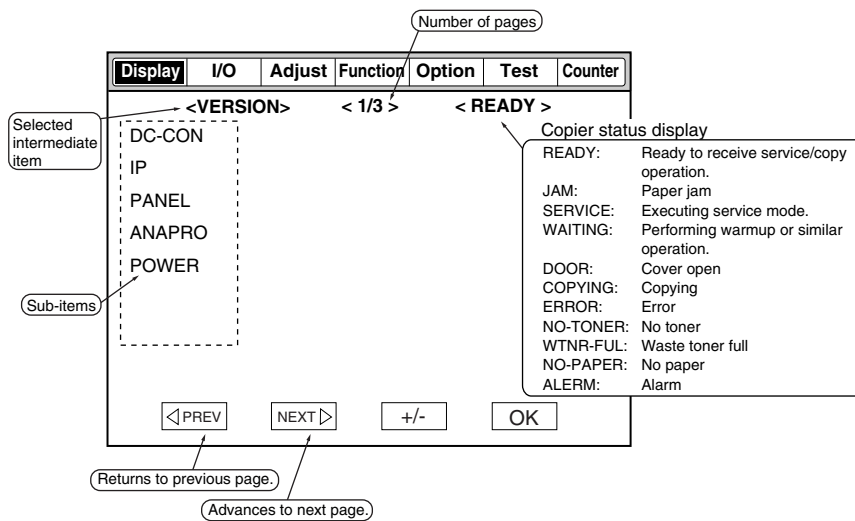 Number of pages
Display I/O Adjust Function Option Test Counter
<VERSION> < 1/3 > < READY >
Selected
intermediate
item
DC-CON
IP
PANEL
ANAPRO
POWER
Sub-items
Copier status display
READY: Ready to receive service/copy
operation.
JAM: Paper jam
SERVICE: Executing service mode.
WAITING: Performing warmup or similar
operation.
DOOR: Cover open
COPYING: Copying
ERROR: Error
NO-TONER: No toner
WTNR-FUL: Waste toner full
NO-PAPER: No paper
ALERM: Alarm
PREV NEXT +/- OK
Returns to previous page.
Advances to next page.